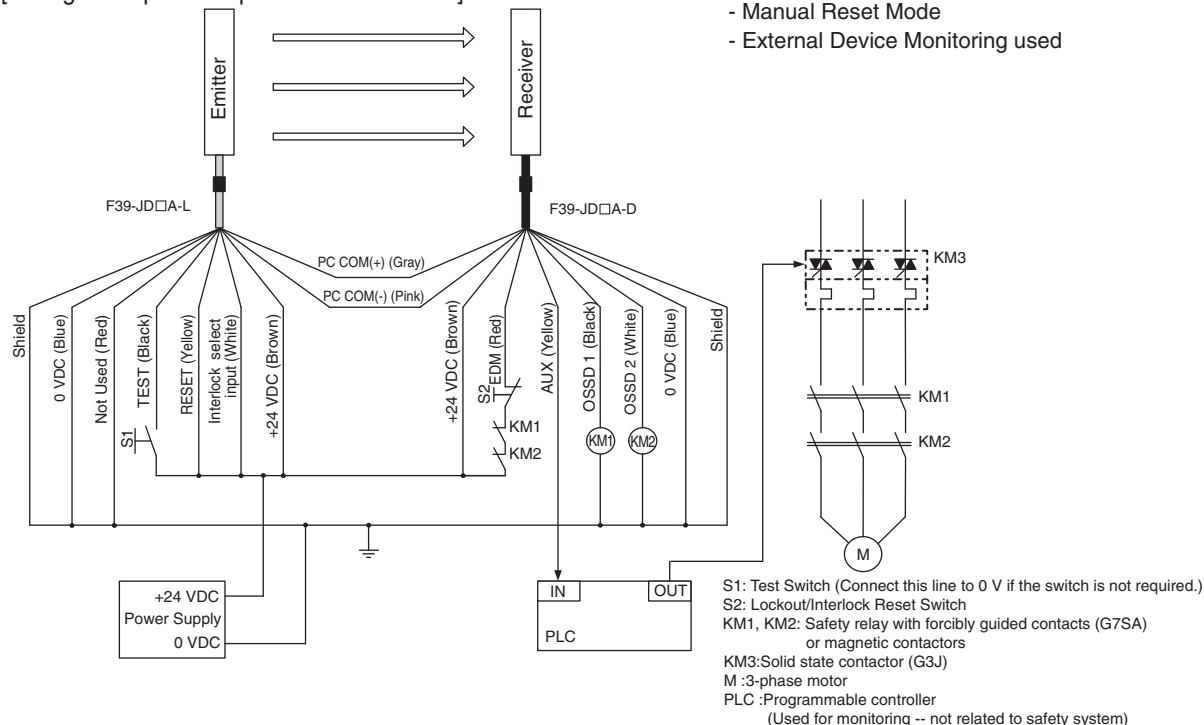 - Manual Reset Mode
- External Device Monitoring used
Emitter
Receiver
F39-JD□A-L
F39-JD□A-D
PC COM(+) (Gray)
PC COM(-) (Pink)
Shield
0 VDC (Blue)
Not Used (Red)
TEST (Black)
RESET (Yellow)
Interlock select
input (White)
+24 VDC (Brown)
+24 VDC (Brown)
EDM (Red)
AUX (Yellow)
OSSD 1 (Black)
OSSD 2 (White)
0 VDC (Blue)
Shield
S1
S2
KM1
KM2
KM1
KM2
KM3
KM1
KM2
M
+24 VDC
Power Supply
0 VDC
IN
OUT
PLC
S1: Test Switch (Connect this line to 0 V if the switch is not required.)
S2: Lockout/Interlock Reset Switch
KM1, KM2: Safety relay with forcibly guided contacts (G7SA)
or magnetic contactors
KM3:Solid state contactor (G3J)
M :3-phase motor
PLC :Programmable controller
(Used for monitoring -- not related to safety system)